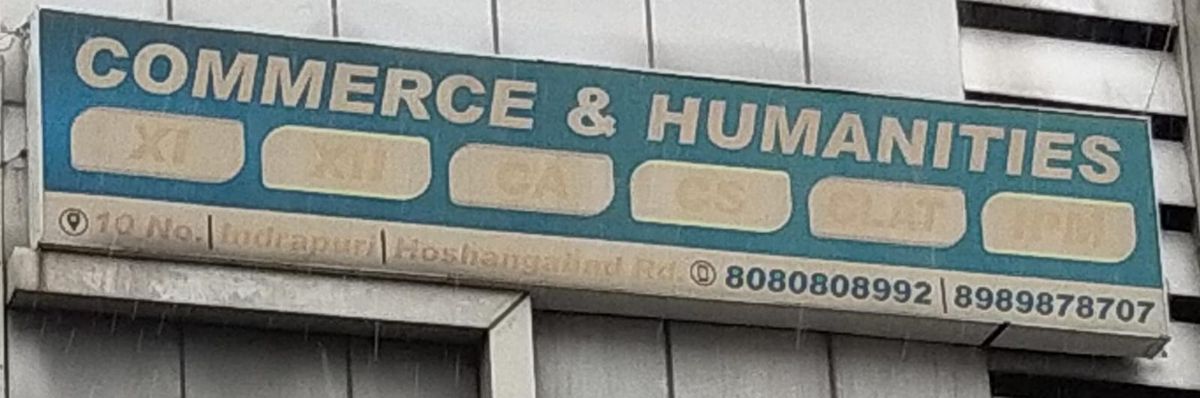 COMMERCE & HUMANITIES
XI XII CA CS CLAT IPM
10 No. | Indrapuri | Hoshangabad Rd. 8080808992 | 8989878707